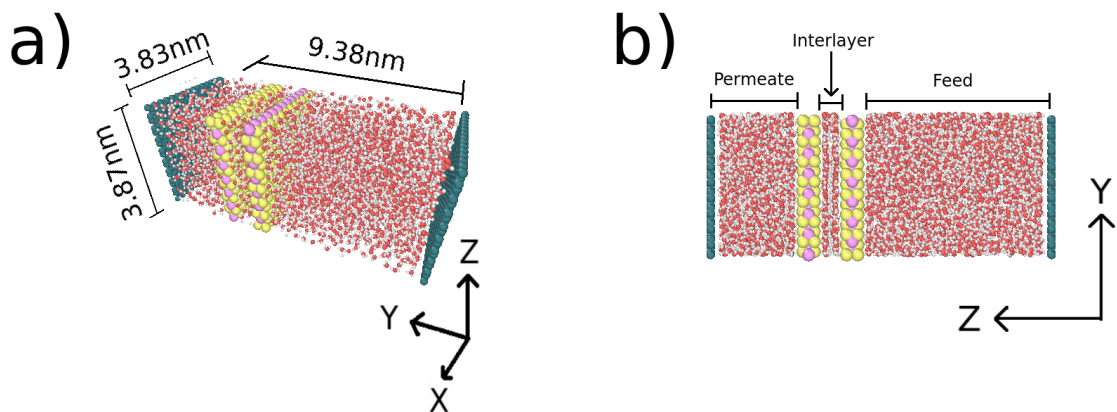 a)
3.83nm
9.38nm
3.87nm
Z
Y
X
b)
Interlayer
Permeate
Feed
Y
Z